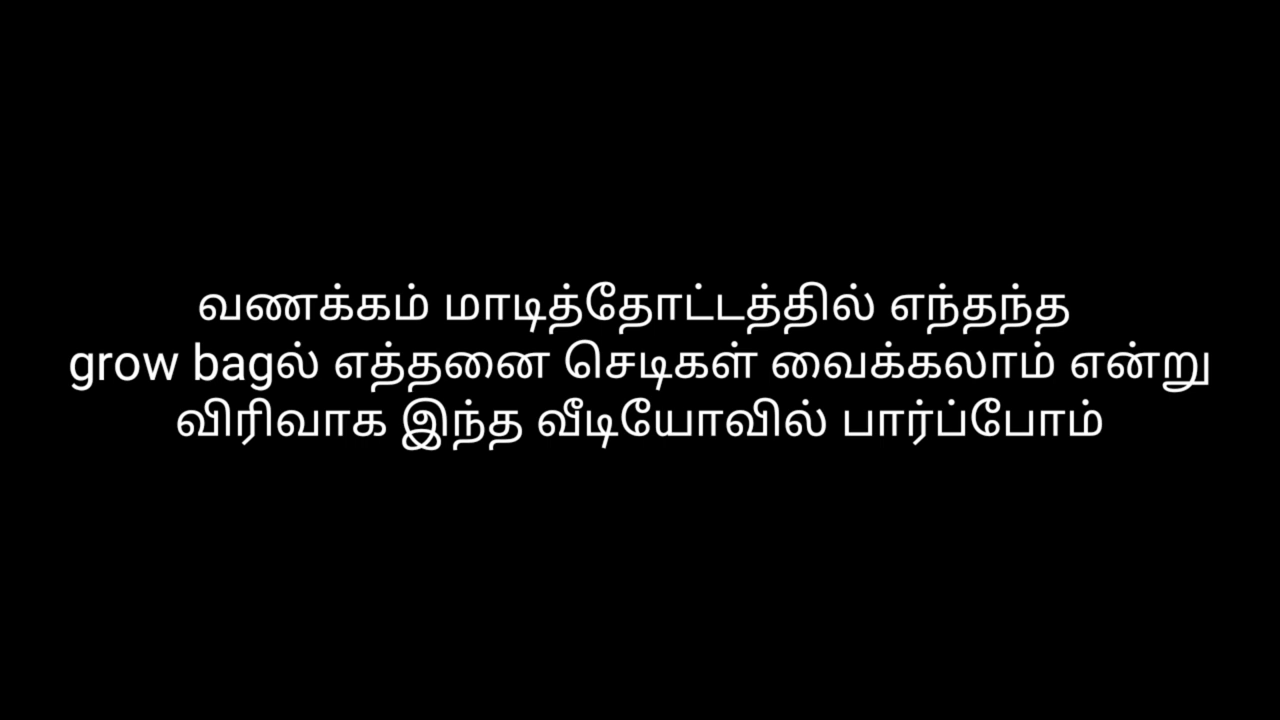 வணக்கம் மாடித்தோட்டத்தில் எந்தந்த
grow bagல் எத்தனை செடிகள் வைக்கலாம் என்று
விரிவாக இந்த வீடியோவில் பார்ப்போம்